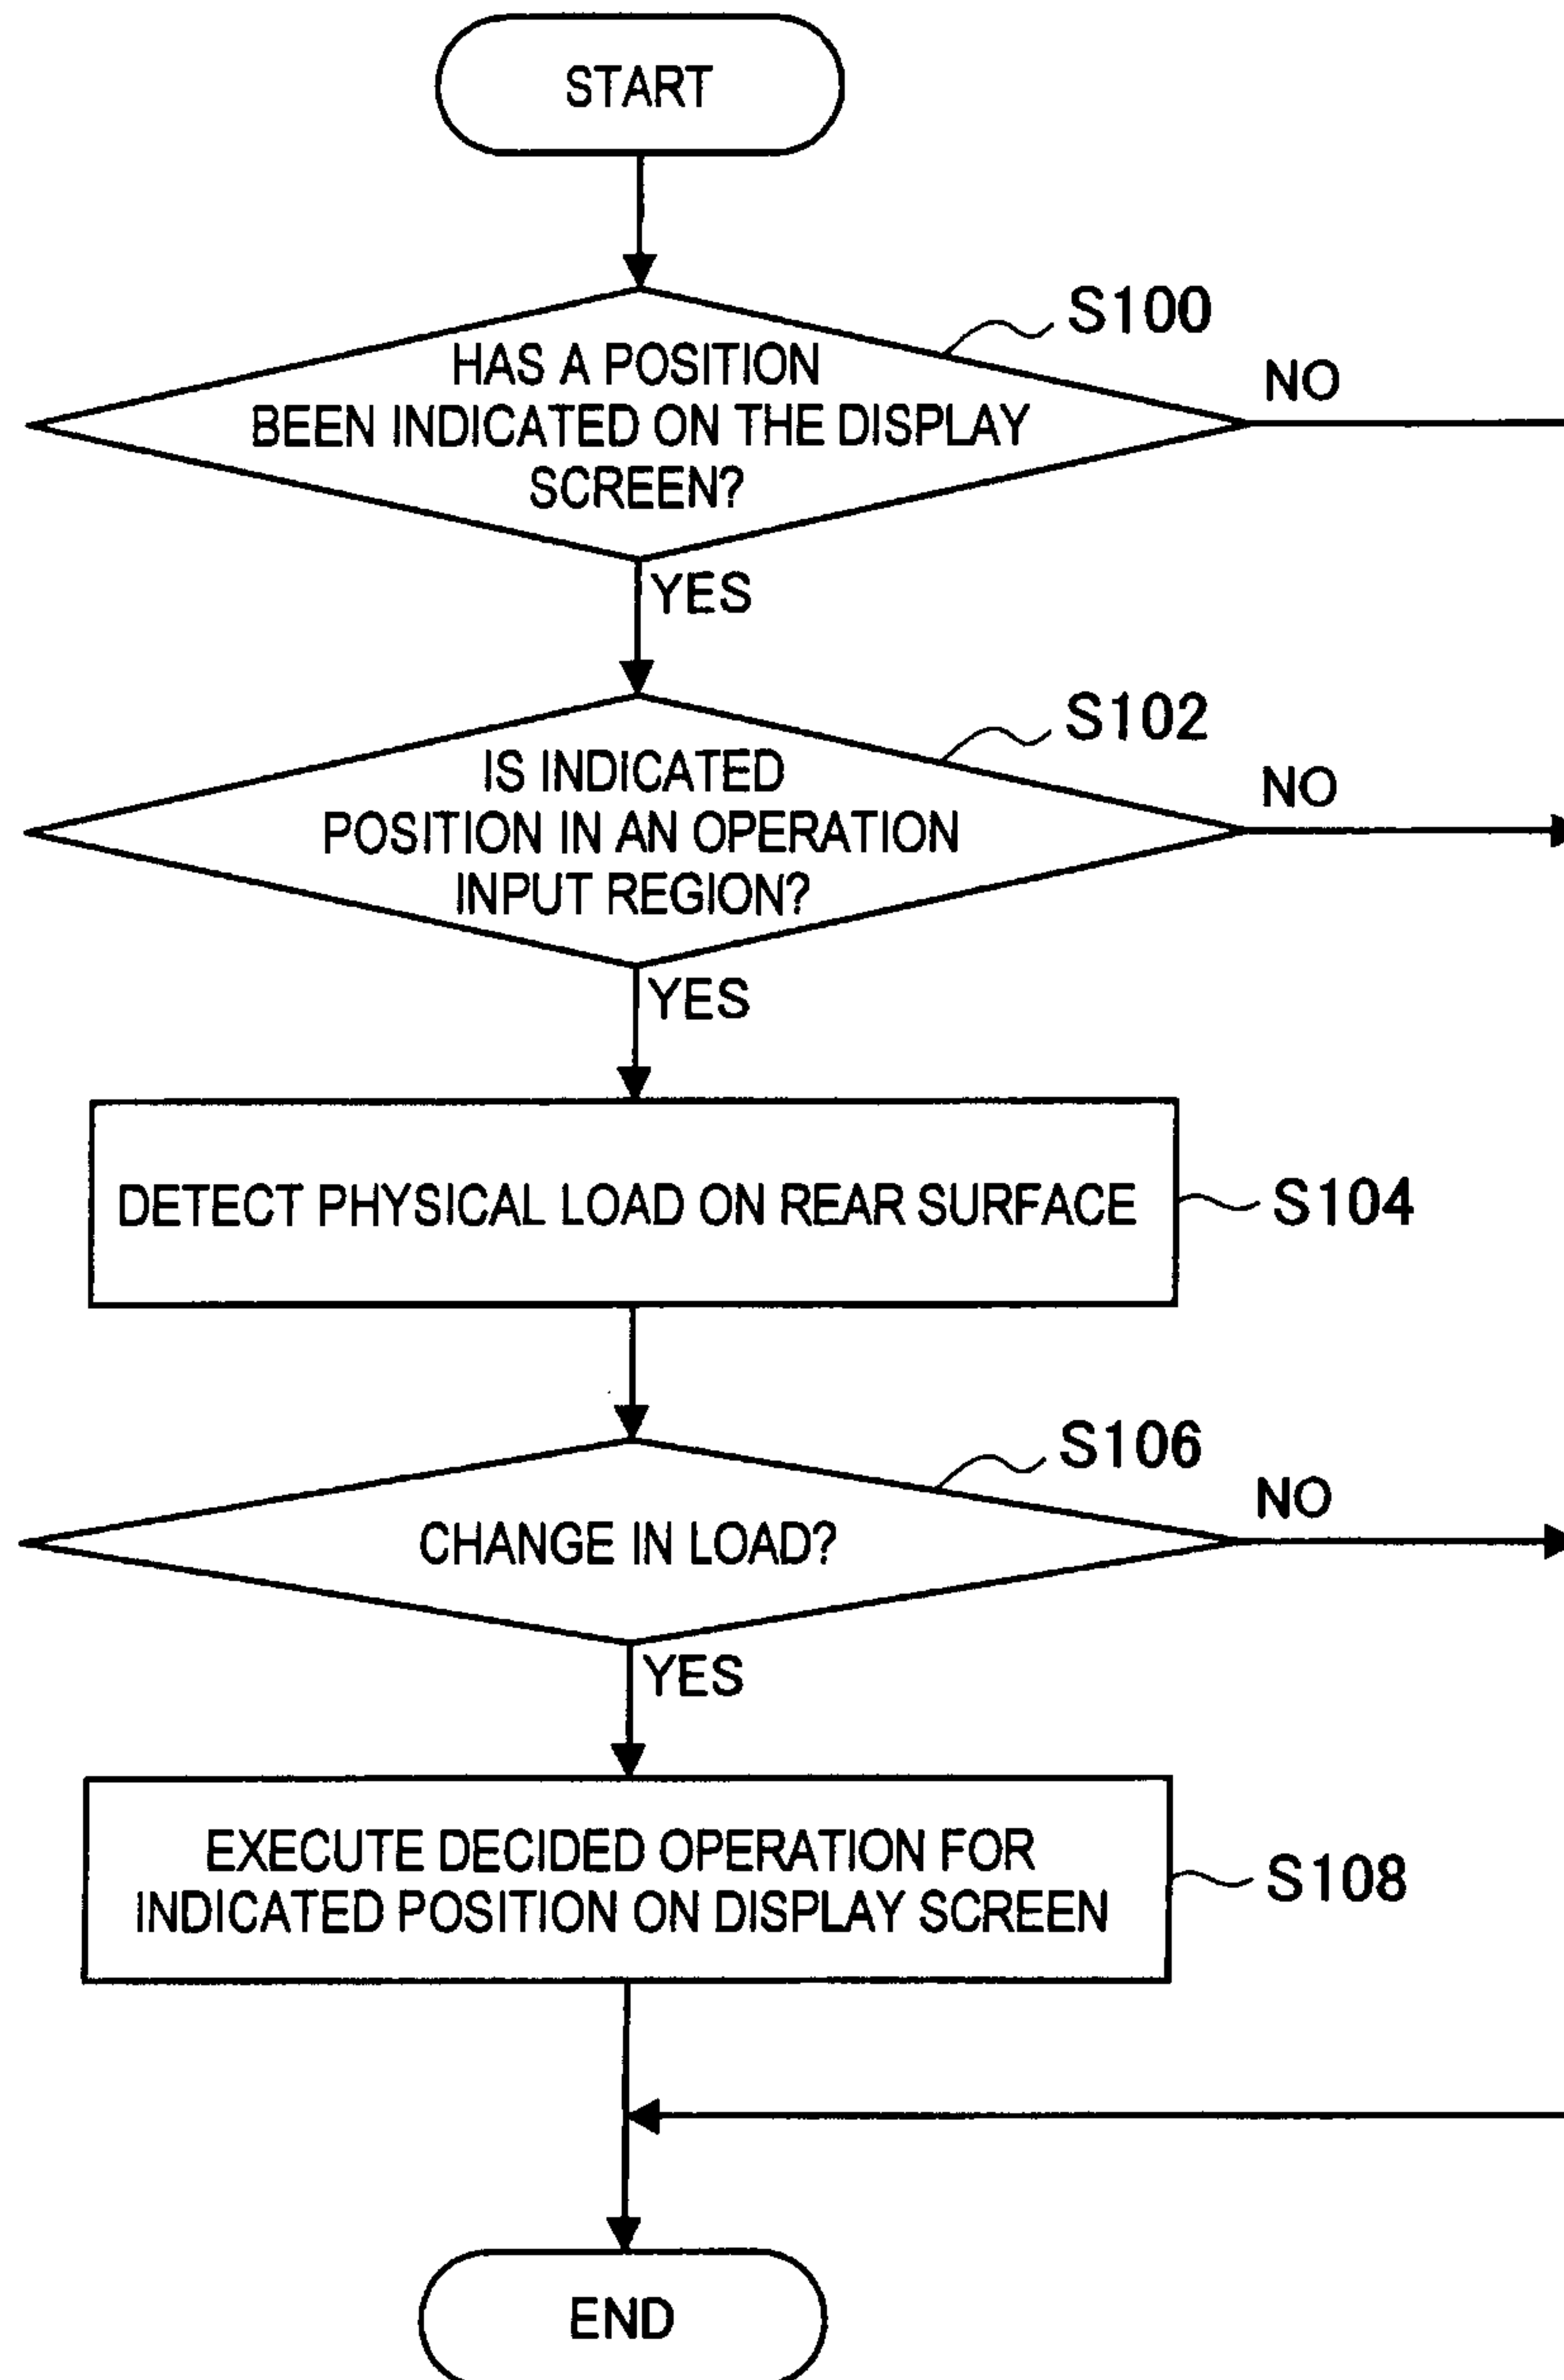 START
S100
HAS A POSITION
BEEN INDICATED ON THE DISPLAY
SCREEN?
NO
YES
S102
IS INDICATED
POSITION IN AN OPERATION
INPUT REGION?
NO
YES
DETECT PHYSICAL LOAD ON REAR SURFACE
S104
S106
CHANGE IN LOAD?
NO
YES
EXECUTE DECIDED OPERATION FOR
INDICATED POSITION ON DISPLAY SCREEN
S108
END